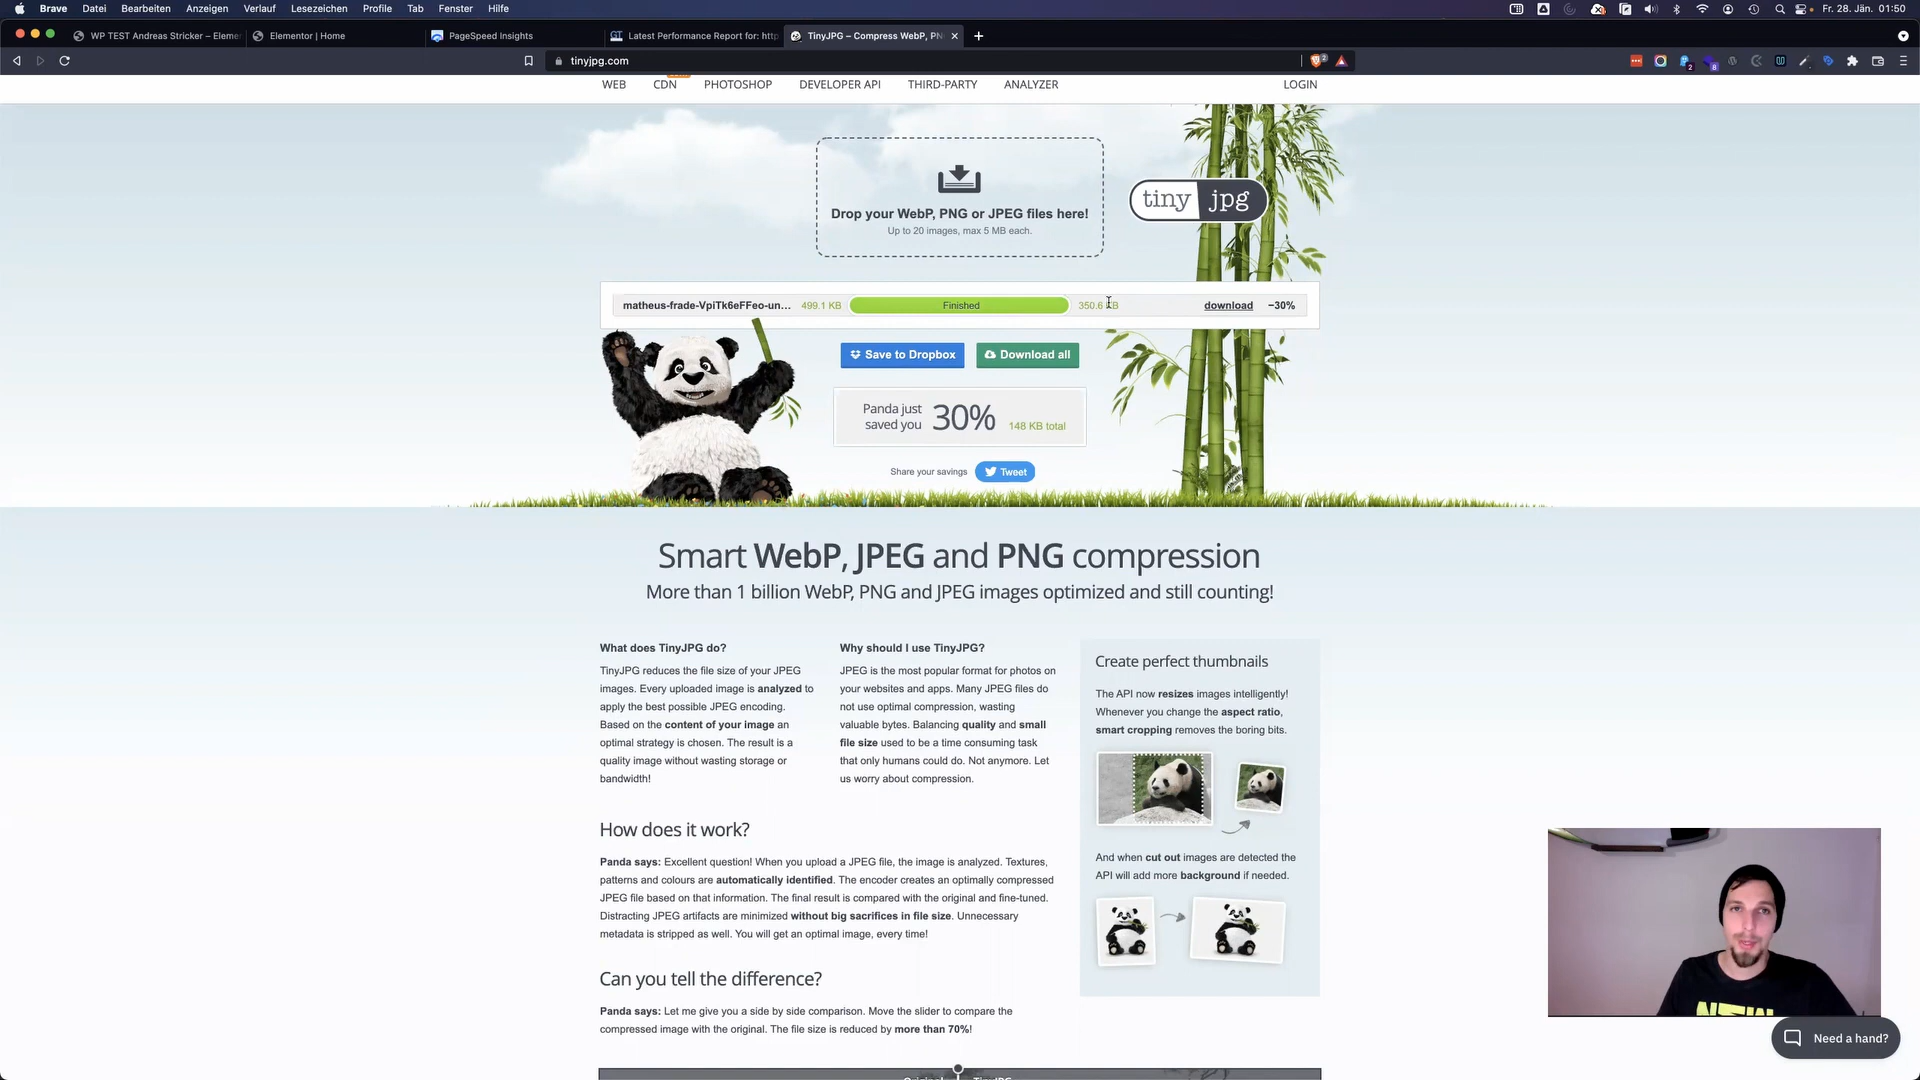 Brave Datei Bearbeiten Anzeigen Verlauf Lesezeichen Profile Tab Fenster Hilfe Fr. 28. Jän. 01:50
WP TEST Andreas Stricker – Eleme Elementor | Home PageSpeed Insights GT Latest Performance Report for: http TinyJPG – Compress WebP, PN
tinyjpg.com
WEB CDN PHOTOSHOP DEVELOPER API THIRD-PARTY ANALYZER LOGIN
Drop your WebP, PNG or JPEG files here!
Up to 20 images, max 5 MB each.
tiny jpg
matheus-frade-VpiTk6eFFeo-un... 499.1 KB Finished 350.6 KB download −30%
Save to Dropbox Download all
Panda just
saved you 30% 148 KB total
Share your savings Tweet
Smart WebP, JPEG and PNG compression
More than 1 billion WebP, PNG and JPEG images optimized and still counting!
What does TinyJPG do?
TinyJPG reduces the file size of your JPEG
images. Every uploaded image is analyzed to
apply the best possible JPEG encoding.
Based on the content of your image an
optimal strategy is chosen. The result is a
quality image without wasting storage or
bandwidth!
Why should I use TinyJPG?
JPEG is the most popular format for photos on
your websites and apps. Many JPEG files do
not use optimal compression, wasting
valuable bytes. Balancing quality and small
file size used to be a time consuming task
that only humans could do. Not anymore. Let
us worry about compression.
Create perfect thumbnails
The API now resizes images intelligently!
Whenever you change the aspect ratio,
smart cropping removes the boring bits.
And when cut out images are detected the
API will add more background if needed.
How does it work?
Panda says: Excellent question! When you upload a JPEG file, the image is analyzed. Textures,
patterns and colours are automatically identified. The encoder creates an optimally compressed
JPEG file based on that information. The final result is compared with the original and fine-tuned.
Distracting JPEG artifacts are minimized without big sacrifices in file size. Unnecessary
metadata is stripped as well. You will get an optimal image, every time!
Can you tell the difference?
Panda says: Let me give you a side by side comparison. Move the slider to compare the
compressed image with the original. The file size is reduced by more than 70%!
Original TinyJPG
Need a hand?